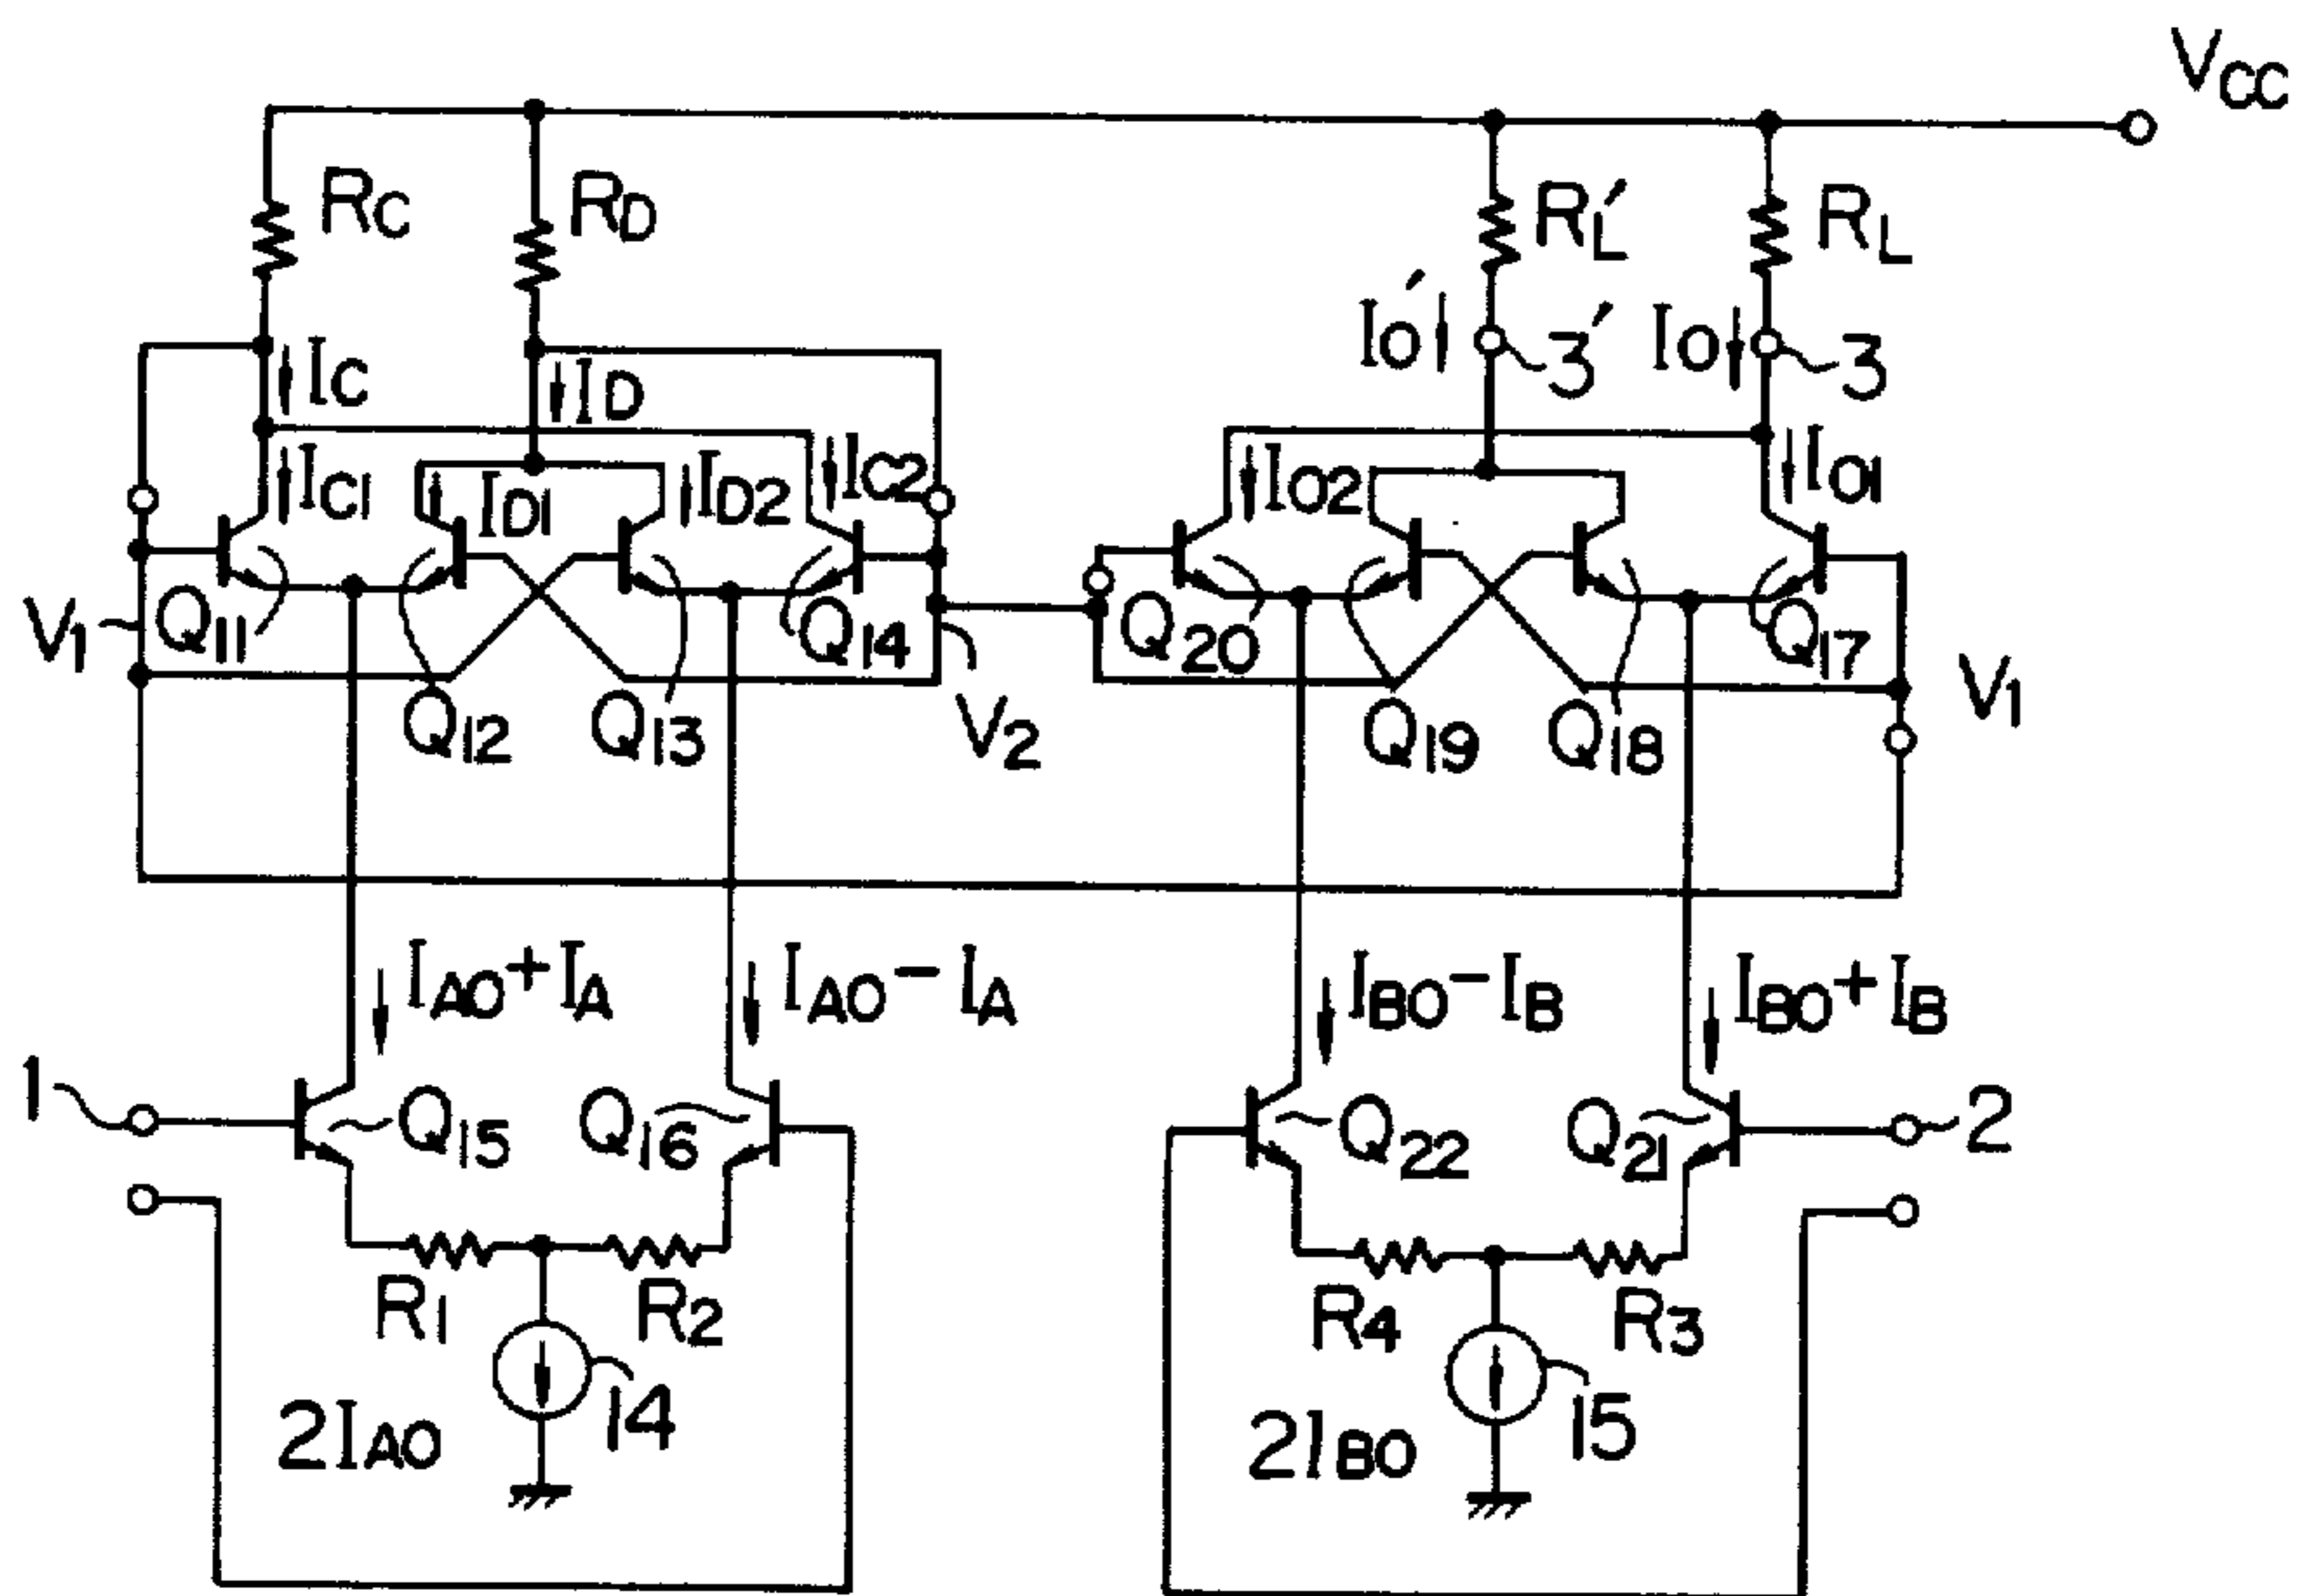 VCC
RC RD RL' RL
IC ID IO' 3' IO 3
IC1 ID1 ID2 IC2 IO2 IO1
V1 Q11 Q14 Q20 Q17
Q12 Q13 V2 Q19 Q18 V1
IAO+IA IAO-IA IBO-IB IBO+IB
1 Q15 Q16 Q22 Q21 2
R1 R2 R4 R3
2IAO 14 2IBO 15